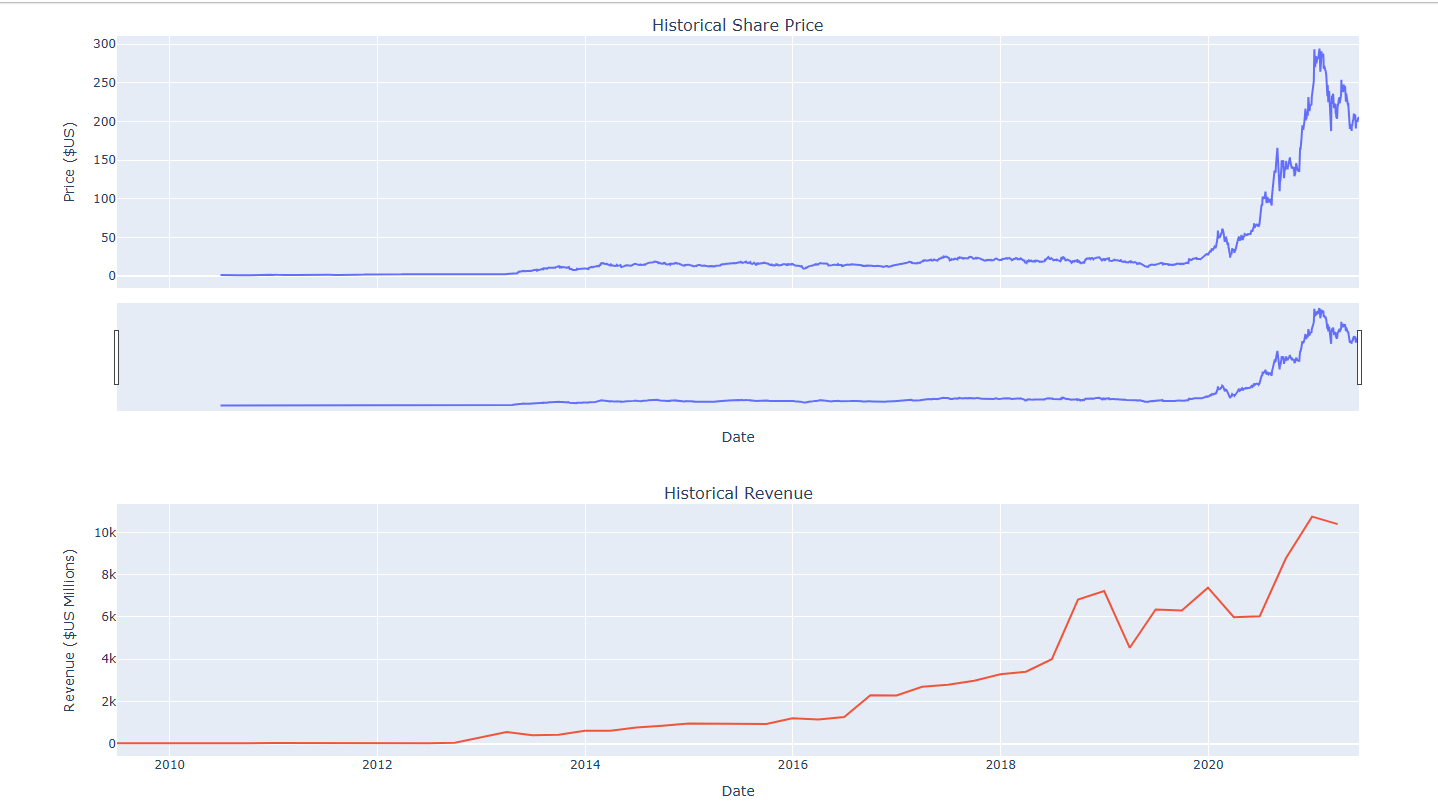 Historical Share Price
300
250
200
150
100
50
0
Price ($US)
Date
Historical Revenue
10k
8k
6k
4k
2k
0
Revenue ($US Millions)
2010 2012 2014 2016 2018 2020
Date